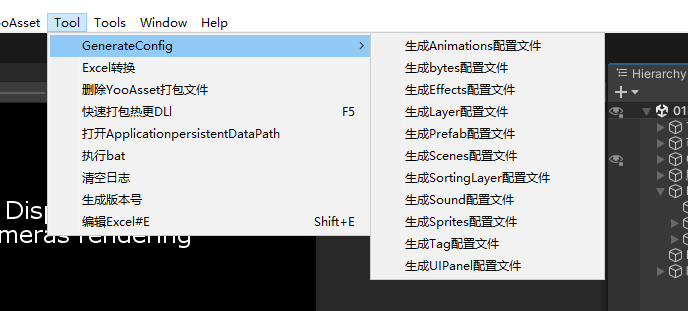 ooAsset Tool Tools Window Help
GenerateConfig
Excel转换
删除YooAsset打包文件
快速打包热更DLl F5
打开ApplicationpersistentDataPath
执行bat
清空日志
生成版本号
编辑Excel#E Shift+E
生成Animations配置文件
生成bytes配置文件
生成Effects配置文件
生成Layer配置文件
生成Prefab配置文件
生成Scenes配置文件
生成SortingLayer配置文件
生成Sound配置文件
生成Sprites配置文件
生成Tag配置文件
生成UIPanel配置文件
Hierarchy
01
Disp
meras rendering